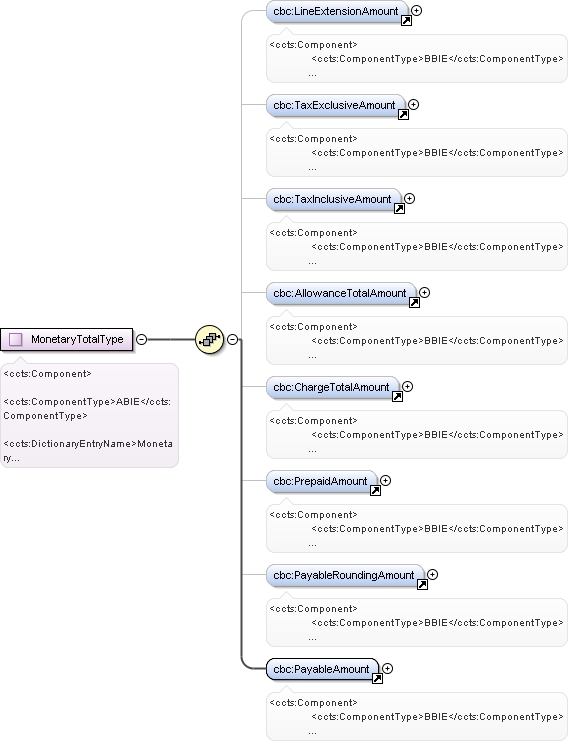 cbc:LineExtensionAmount
<ccts:Component>
<ccts:ComponentType>BBIE</ccts:ComponentType>
...
cbc:TaxExclusiveAmount
<ccts:Component>
<ccts:ComponentType>BBIE</ccts:ComponentType>
...
cbc:TaxInclusiveAmount
<ccts:Component>
<ccts:ComponentType>BBIE</ccts:ComponentType>
...
cbc:AllowanceTotalAmount
<ccts:Component>
<ccts:ComponentType>BBIE</ccts:ComponentType>
...
MonetaryTotalType
<ccts:Component>
<ccts:ComponentType>ABIE</ccts:
ComponentType>
<ccts:DictionaryEntryName>Moneta
ry...
cbc:ChargeTotalAmount
<ccts:Component>
<ccts:ComponentType>BBIE</ccts:ComponentType>
...
cbc:PrepaidAmount
<ccts:Component>
<ccts:ComponentType>BBIE</ccts:ComponentType>
...
cbc:PayableRoundingAmount
<ccts:Component>
<ccts:ComponentType>BBIE</ccts:ComponentType>
...
cbc:PayableAmount
<ccts:Component>
<ccts:ComponentType>BBIE</ccts:ComponentType>
...